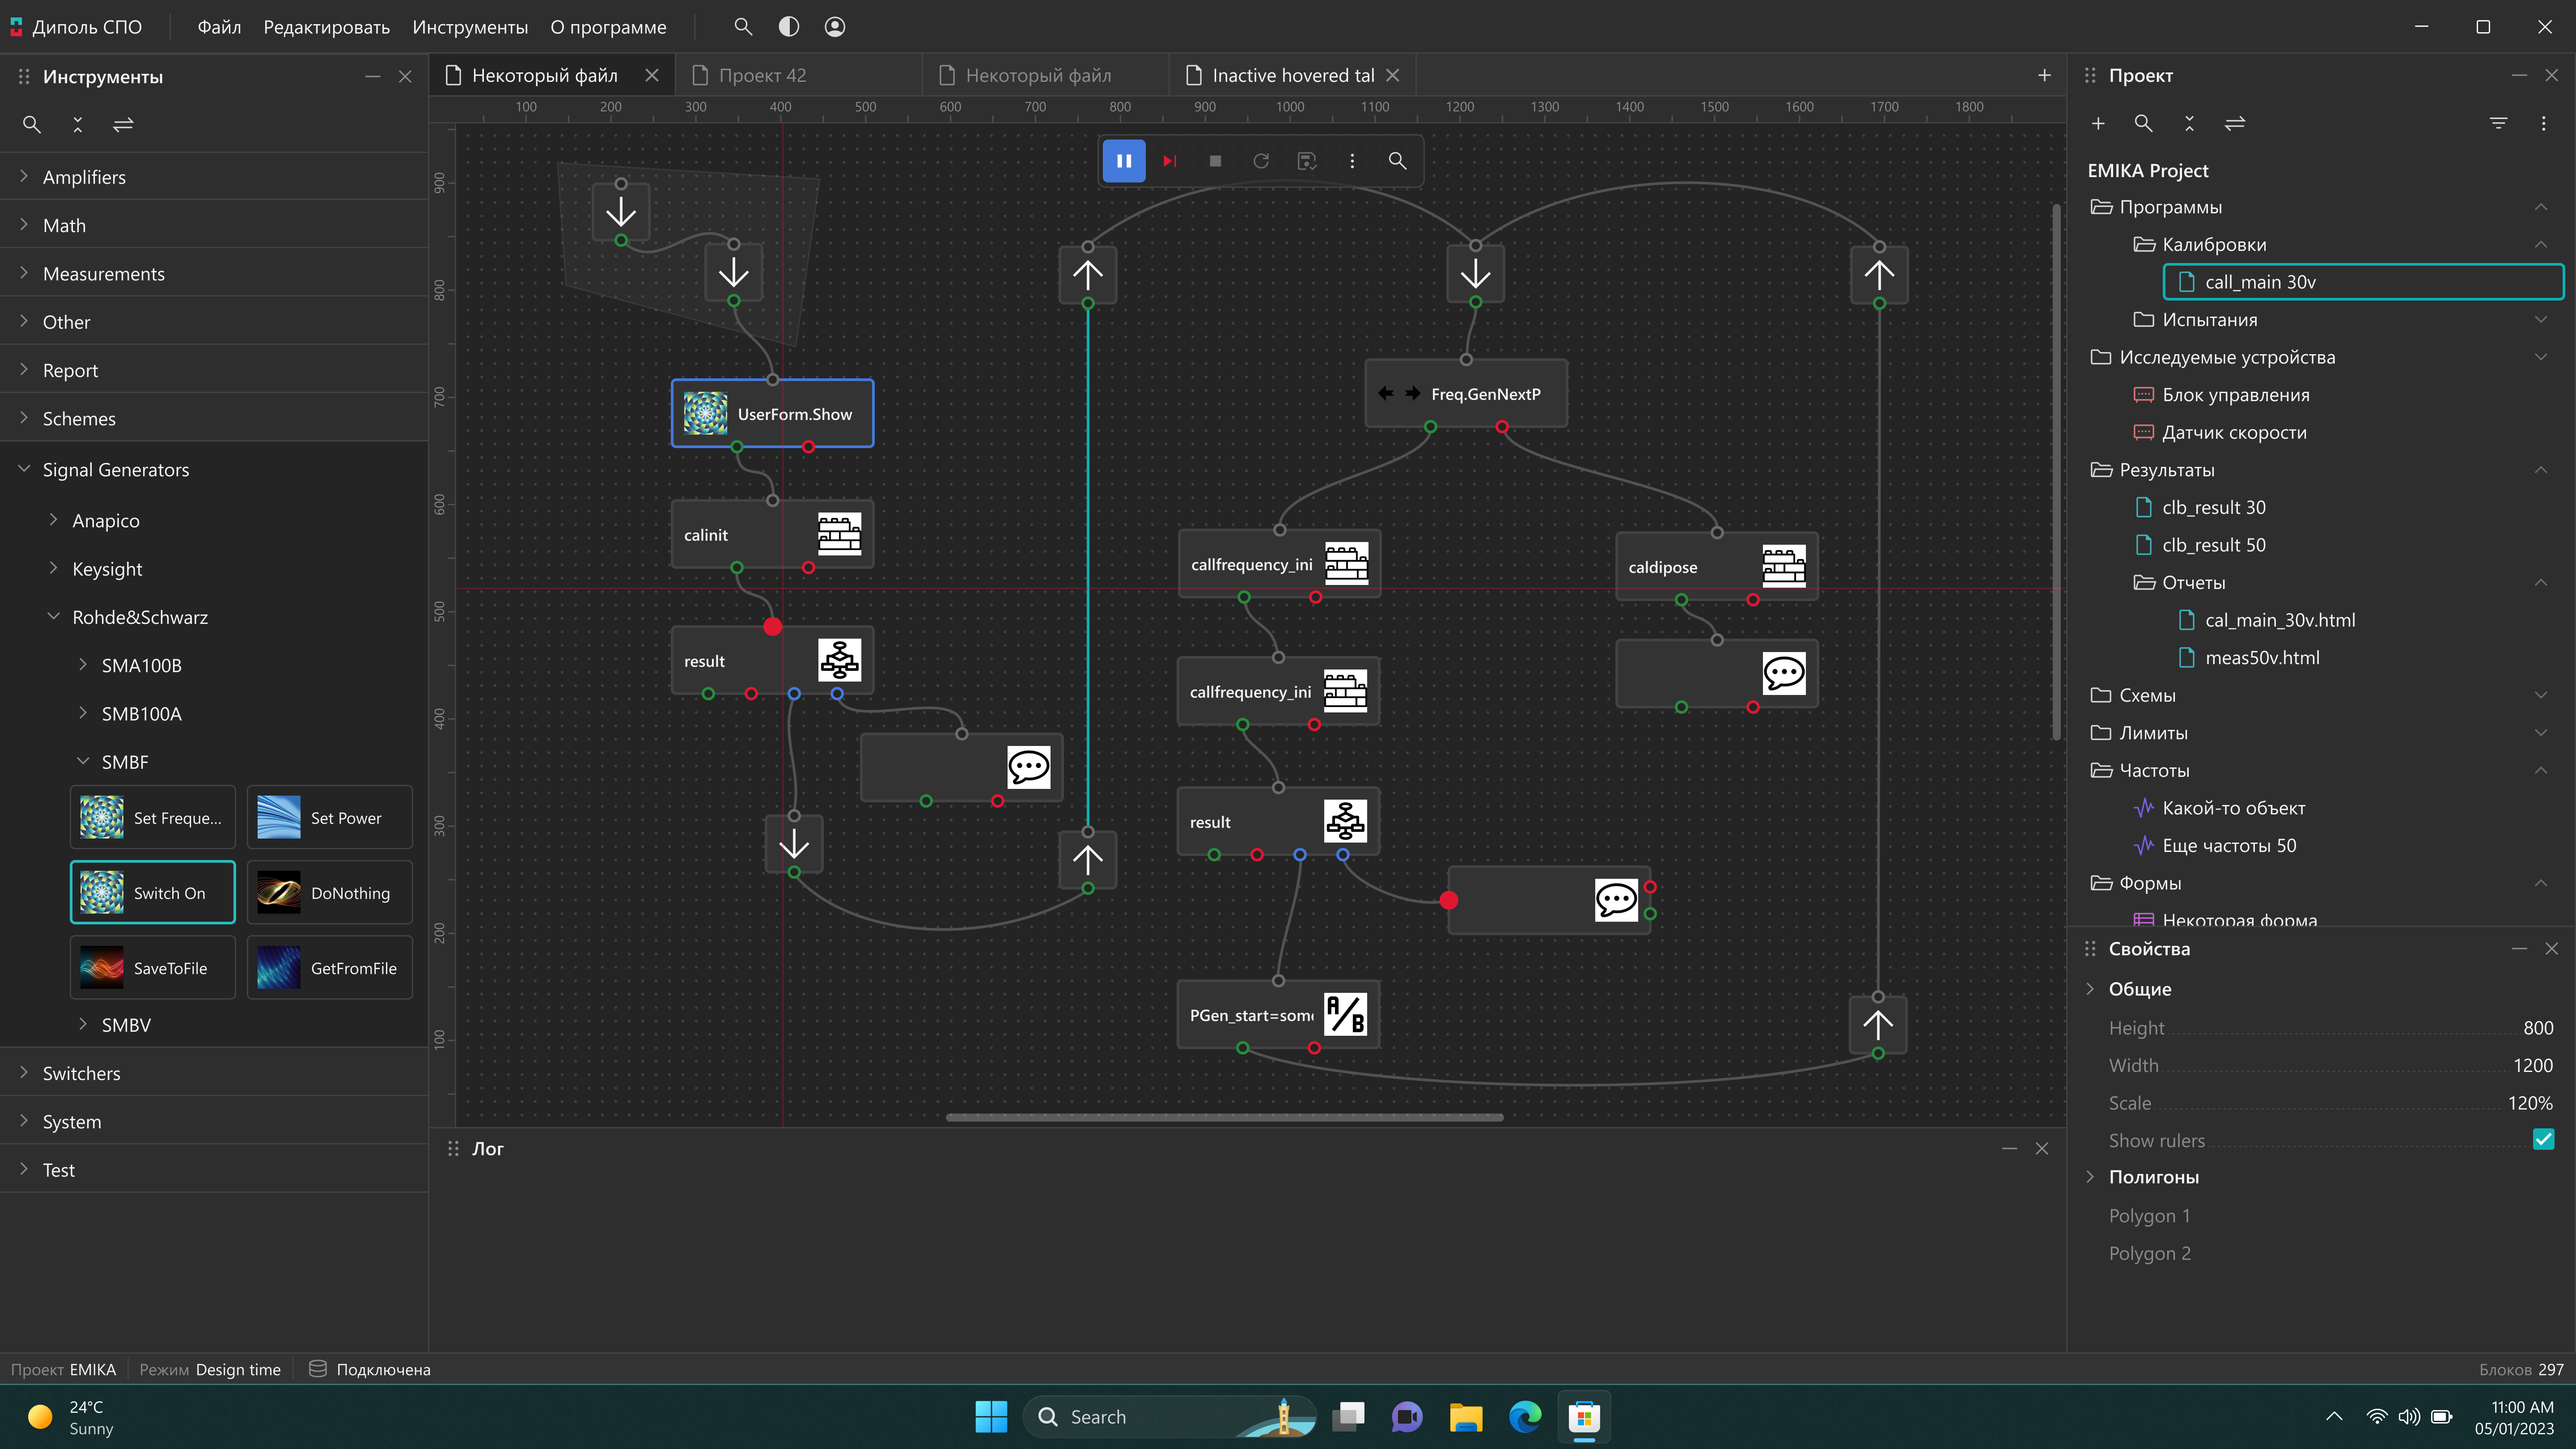 Диполь СПО
Файл
Редактировать
Инструменты
О программе
Инструменты
Amplifiers
Math
Measurements
Other
Report
Schemes
Signal Generators
Anapico
Keysight
Rohde&Schwarz
SMA100B
SMB100A
SMBF
Set Freque...
Set Power
Switch On
DoNothing
SaveToFile
GetFromFile
SMBV
Switchers
System
Test
Некоторый файл
Проект 42
Некоторый файл
Inactive hovered tal
100 200 300 400 500 600 700 800 900 1000 1100 1200 1300 1400 1500 1600 1700 1800
900
800
700
600
500
400
300
200
100
UserForm.Show
calinit
result
Freq.GenNextP
callfrequency_ini
callfrequency_ini
result
PGen_start=some
A/B
caldipose
Лог
Проект
EMIKA Project
Программы
Калибровки
call_main 30v
Испытания
Исследуемые устройства
Блок управления
Датчик скорости
Результаты
clb_result 30
clb_result 50
Отчеты
cal_main_30v.html
meas50v.html
Схемы
Лимиты
Частоты
Какой-то объект
Еще частоты 50
Формы
Некоторая форма
Свойства
Общие
Height 800
Width 1200
Scale 120%
Show rulers
Полигоны
Polygon 1
Polygon 2
Проект EMIKA
Режим Design time
Подключена
Блоков 297
24°C
Sunny
Search
11:00 AM
05/01/2023